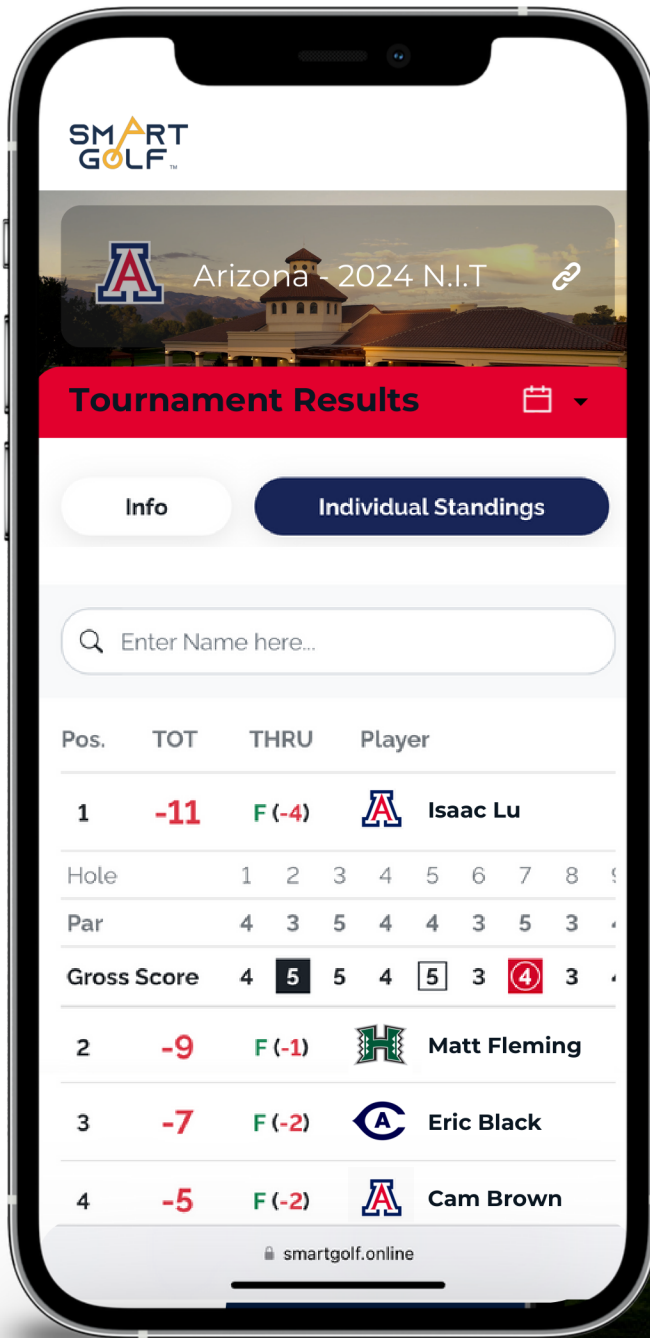 SMART
GOLF™
A Arizona - 2024 N.I.T
Tournament Results
Info Individual Standings
Enter Name here...
Pos. TOT THRU Player
1 -11 F (-4) A Isaac Lu
Hole 1 2 3 4 5 6 7 8
Par 4 3 5 4 4 3 5 3
Gross Score 4 5 5 4 5 3 4 3
2 -9 F (-1) H Matt Fleming
3 -7 F (-2) CA Eric Black
4 -5 F (-2) A Cam Brown
smartgolf.online